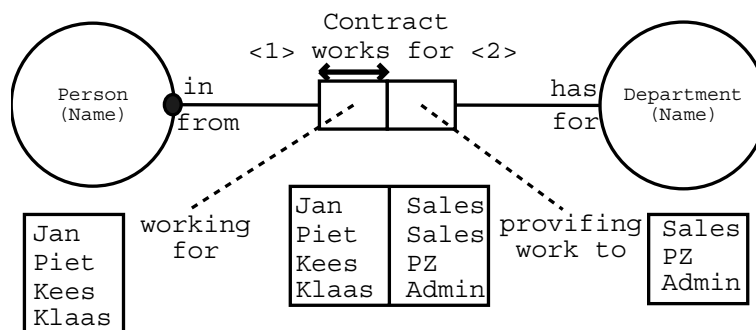 Contract
<1> works for <2>
Person
(Name)
in
from
has
for
Department
(Name)
working
for
provifing
work to
Jan
Piet
Kees
Klaas
Jan Sales
Piet Sales
Kees PZ
Klaas Admin
Sales
PZ
Admin